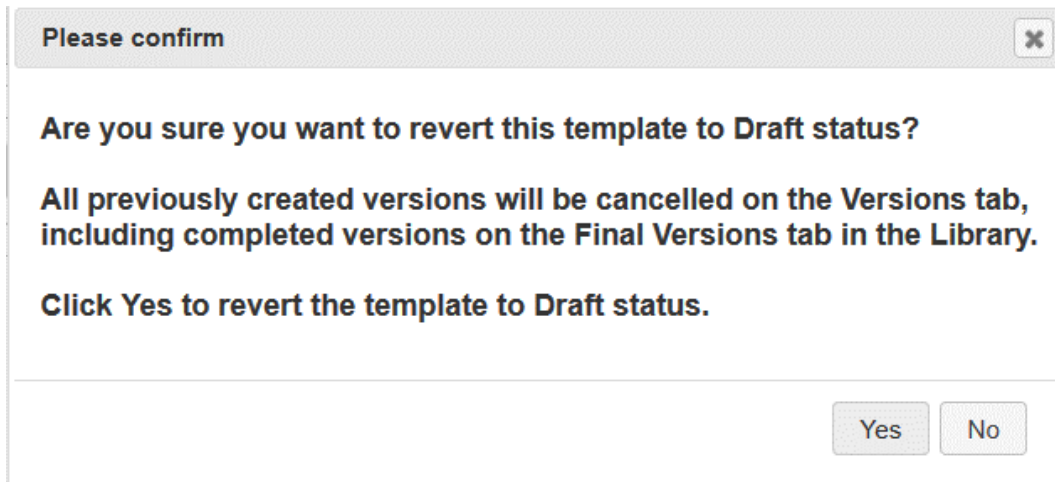 Please confirm
Are you sure you want to revert this template to Draft status?
All previously created versions will be cancelled on the Versions tab,
including completed versions on the Final Versions tab in the Library.
Click Yes to revert the template to Draft status.
Yes
No